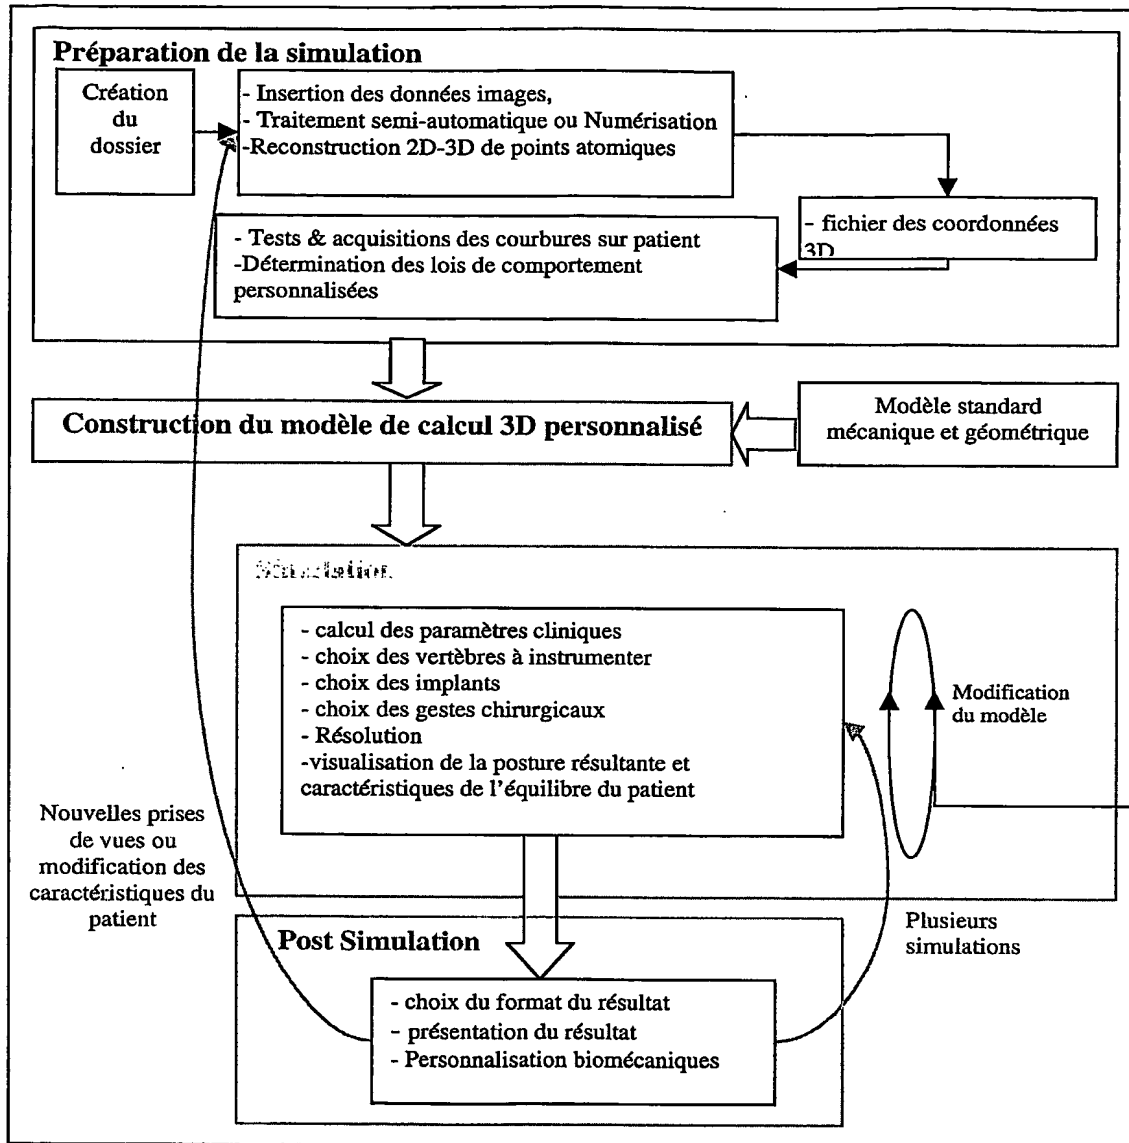 Préparation de la simulation
Création
du
dossier
- Insertion des données images,
- Traitement semi-automatique ou Numérisation
-Reconstruction 2D-3D de points atomiques
- fichier des coordonnées
3D
- Tests & acquisitions des courbures sur patient
-Détermination des lois de comportement
personnalisées
Construction du modèle de calcul 3D personnalisé
Modèle standard
mécanique et géométrique
Simulation
- calcul des paramètres cliniques
- choix des vertèbres à instrumenter
- choix des implants
- choix des gestes chirurgicaux
- Résolution
-visualisation de la posture résultante et
caractéristiques de l'équilibre du patient
Modification
du modèle
Nouvelles prises
de vues ou
modification des
caractéristiques du
patient
Plusieurs
simulations
Post Simulation
- choix du format du résultat
- présentation du résultat
- Personnalisation biomécaniques